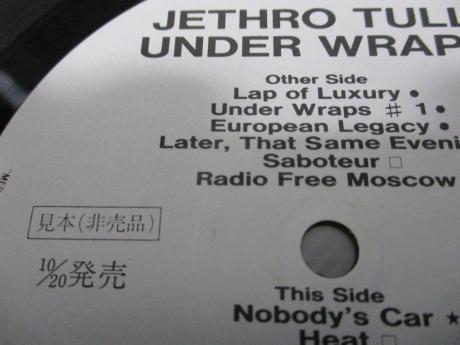 JETHRO TULL
UNDER WRAP
Other Side
Lap of Luxury ●
Under Wraps # 1 ●
European Legacy ●
Later, That Same Eveni
Saboteur □
Radio Free Moscow
見本(非売品)
10/20発売
This Side
Nobody's Car ★
Heat □